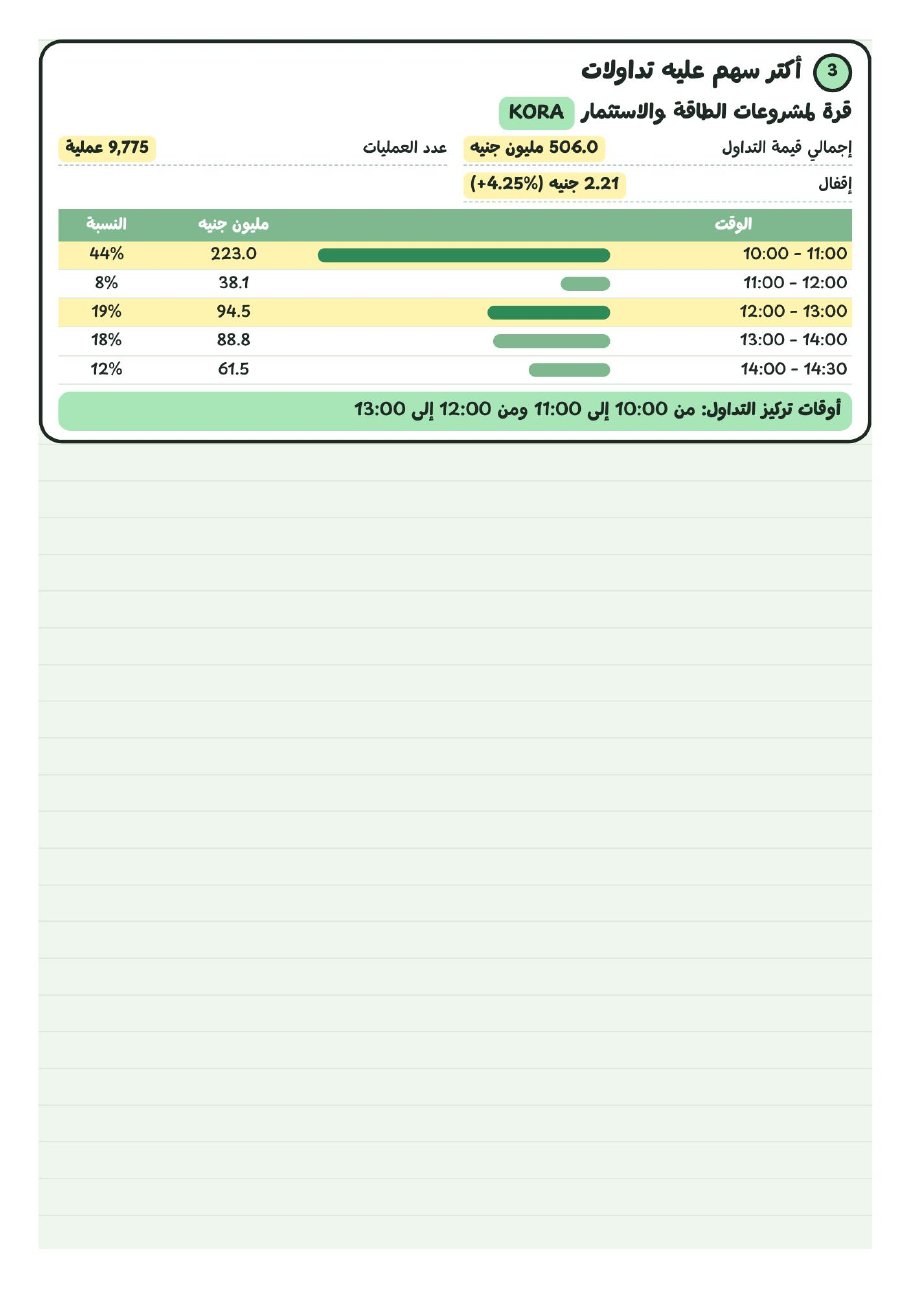 3 أكتر سهم عليه تداولات
قرة لمشروعات الطاقة والاستثمار KORA
إجمالي قيمة التداول 506.0 مليون جنيه عدد العمليات 9,775 عملية
إقفال 2.21 جنيه (+4.25%)
الوقت مليون جنيه النسبة
10:00 - 11:00 223.0 44%
11:00 - 12:00 38.1 8%
12:00 - 13:00 94.5 19%
13:00 - 14:00 88.8 18%
14:00 - 14:30 61.5 12%
أوقات تركيز التداول: من 10:00 إلى 11:00 ومن 12:00 إلى 13:00